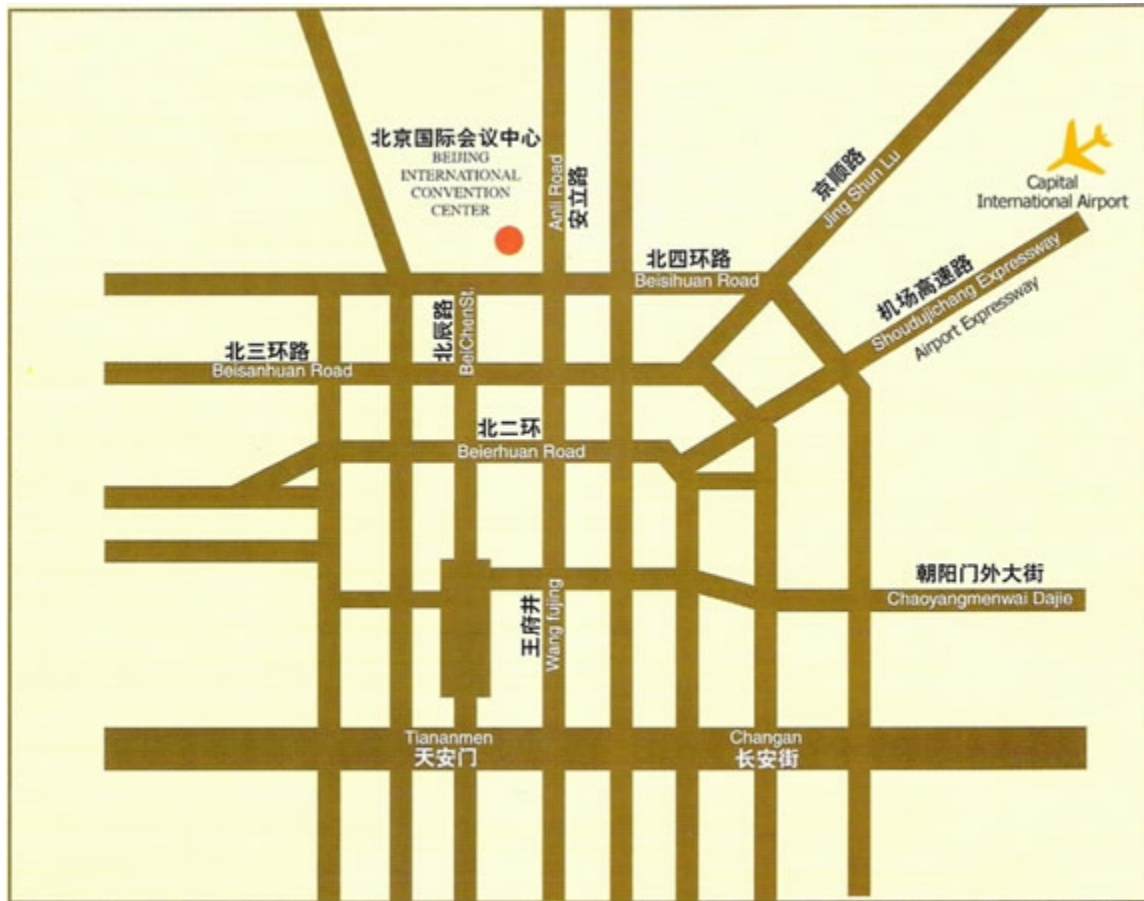 北京国际会议中心
BEIJING
INTERNATIONAL
CONVENTION
CENTER
Anli Road
安立路
京顺路
Jing Shun Lu
Capital
International Airport
北四环路
Beisihuan Road
机场高速路
Shoudujichang Expressway
Airport Expressway
北辰路
BeiChenSt.
北三环路
Beisanhuan Road
北二环
Beierhuan Road
朝阳门外大街
Chaoyangmenwai Dajie
王府井
Wang fujing
Tiananmen
天安门
Changan
长安街